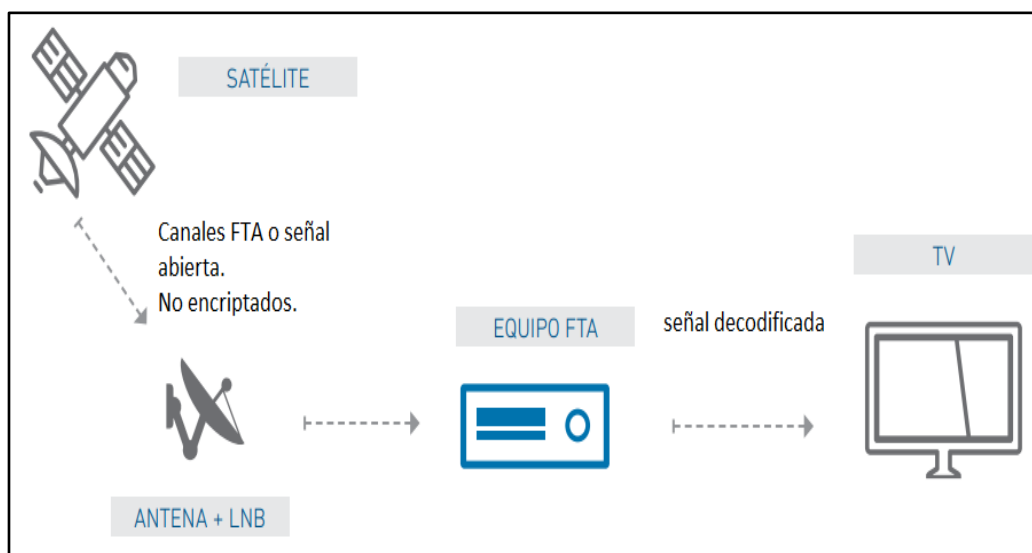 SATÉLITE
Canales FTA o señal
abierta.
No encriptados.
TV
EQUIPO FTA
señal decodificada
ANTENA + LNB